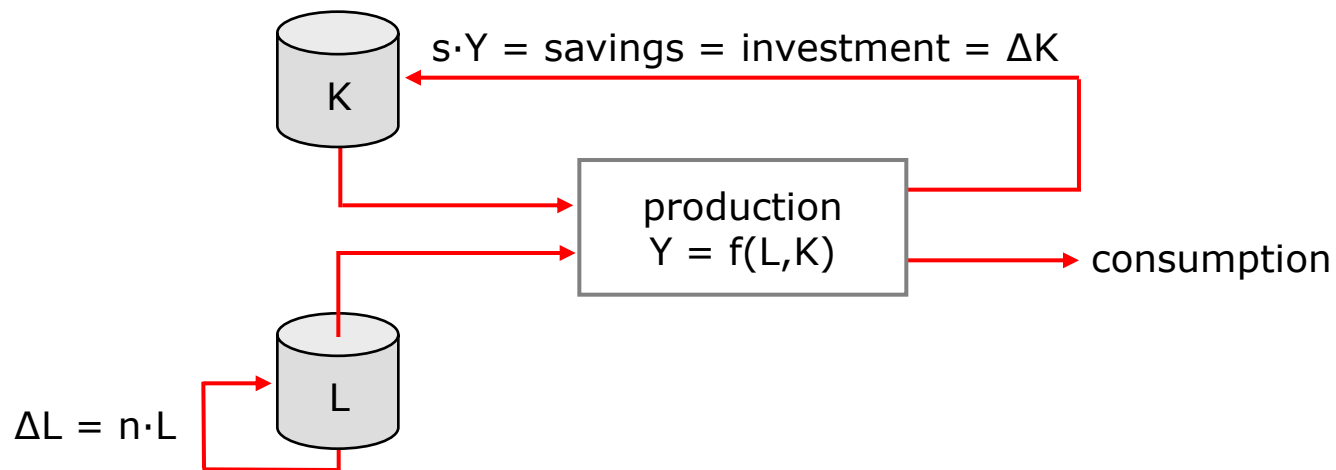 s·Y = savings = investment = ΔK
K
production
Y = f(L,K)
consumption
L
ΔL = n·L